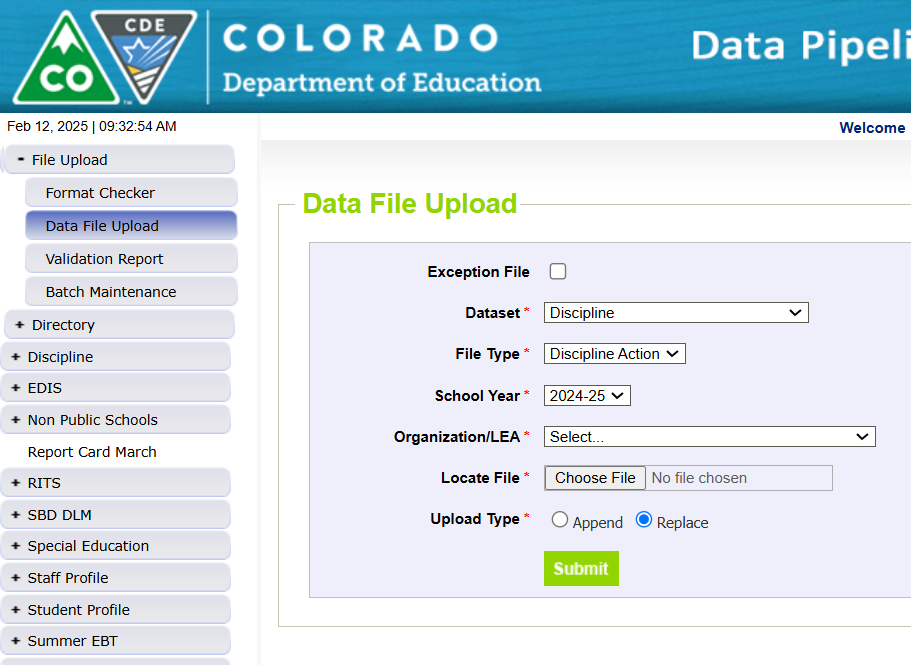 CDE
CO
TM
COLORADO
Department of Education
Data Pipeli
Feb 12, 2025 | 09:32:54 AM
Welcome
- File Upload
Format Checker
Data File Upload
Validation Report
Batch Maintenance
+ Directory
+ Discipline
+ EDIS
+ Non Public Schools
Report Card March
+ RITS
+ SBD DLM
+ Special Education
+ Staff Profile
+ Student Profile
+ Summer EBT
Data File Upload
Exception File
Dataset * Discipline
File Type * Discipline Action
School Year * 2024-25
Organization/LEA * Select...
Locate File * Choose File No file chosen
Upload Type * Append Replace
Submit